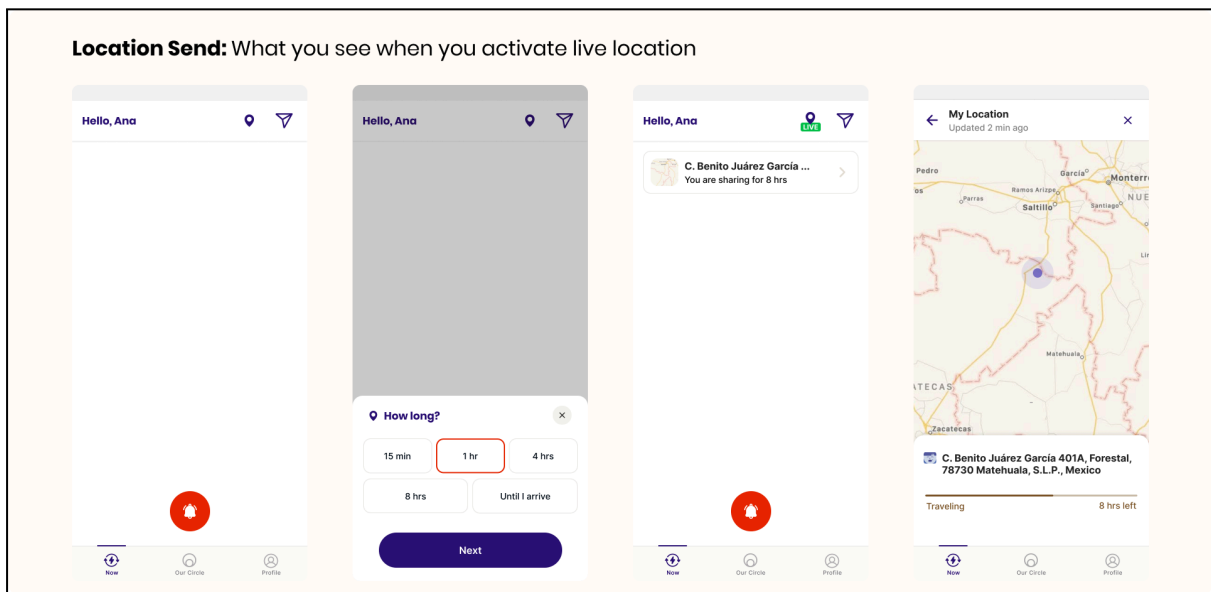 Location Send: What you see when you activate live location
Hello, Ana
Now
Our Circle
Profile
Hello, Ana
How long?
15 min
1 hr
4 hrs
8 hrs
Until I arrive
Next
Hello, Ana
LIVE
C. Benito Juárez García ...
You are sharing for 8 hrs
Now
Our Circle
Profile
My Location
Updated 2 min ago
Pedro
García
Monterr
os
Ramos Arizpe
NUE
Parras
Saltillo
Santiago
Lin
Matehuala
ATECAS
Zacatecas
C. Benito Juárez García 401A, Forestal,
78730 Matehuala, S.L.P., Mexico
Traveling
8 hrs left
Now
Our Circle
Profile